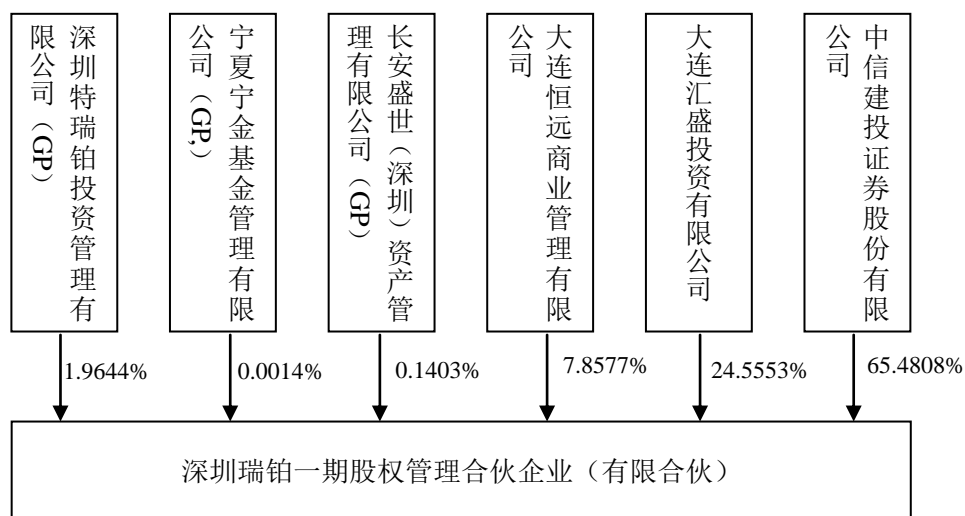 深圳特瑞铂投资管理有
限公司（GP）
宁夏宁金基金管理有限
公司（GP,）
长安盛世（深圳）资产管
理有限公司（GP）
大连恒远商业管理有限
公司
大连汇盛投资有限公司
中信建投证券股份有限
公司
1.9644%
0.0014%
0.1403%
7.8577%
24.5553%
65.4808%
深圳瑞铂一期股权管理合伙企业（有限合伙）